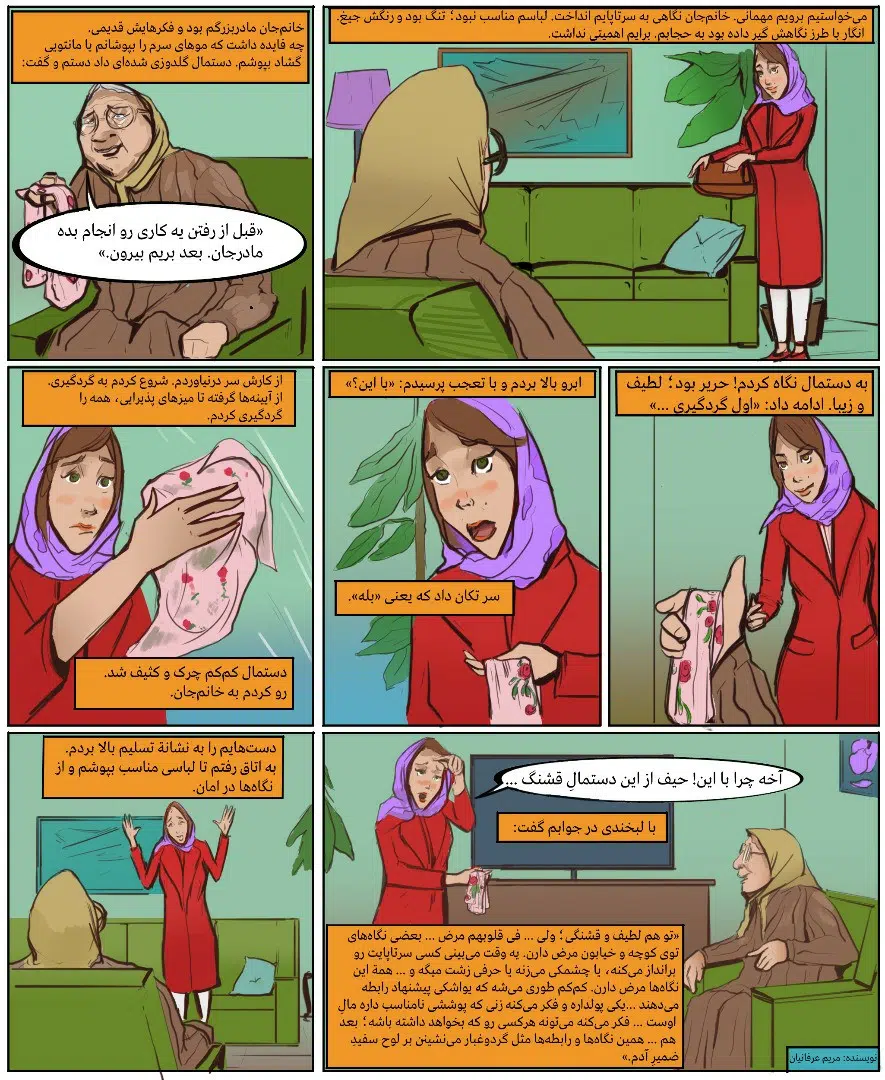 می‌خواستیم برویم مهمانی. خانم‌جان نگاهی به سرتاپایم انداخت. لباسم مناسب نبود؛ تنگ بود و رنگش جیغ.
انگار با طرز نگاهش گیر داده بود به حجابم. برایم اهمیتی نداشت.
خانم‌جان مادربزرگم بود و فکرهایش قدیمی.
چه فایده داشت که موهای سرم را بپوشانم یا مانتویی
گشاد بپوشم. دستمال گلدوزی شده‌ای داد دستم و گفت:
«قبل از رفتن یه کاری رو انجام بده
مادرجان. بعد بریم بیرون.»
به دستمال نگاه کردم! حریر بود؛ لطیف
و زیبا. ادامه داد: «اول گردگیری ...»
ابرو بالا بردم و با تعجب پرسیدم: «با این؟»
سر تکان داد که یعنی «بله».
از کارش سر درنیاوردم. شروع کردم به گردگیری.
از آیینه‌ها گرفته تا میزهای پذیرایی، همه را
گردگیری کردم.
دستمال کم‌کم چرک و کثیف شد.
رو کردم به خانم‌جان.
آخه چرا با این! حیف از این دستمالِ قشنگ ...
با لبخندی در جوابم گفت:
«تو هم لطیف و قشنگی؛ ولی ... فی قلوبهم مرض ... بعضی نگاه‌های
توی کوچه و خیابون مرض دارن. یه وقت می‌بینی کسی سرتاپایت رو
برانداز می‌کنه، یا چشمکی می‌زنه یا حرفی زشت میگه و ... همهٔ این
نگاه‌ها مرض دارن. کم‌کم طوری می‌شه که یواشکی پیشنهاد رابطه
می‌دهند ...یکی پولداره و فکر می‌کنه زنی که پوششی نامناسب داره مالِ
اوست ... فکر می‌کنه می‌تونه هرکسی رو که بخواهد داشته باشه؛ بعد
هم ... همین نگاه‌ها و رابطه‌ها مثل گردوغبار می‌نشینن بر لوح سفیدِ
ضمیرِ آدم.»
نویسنده: مریم عرفانیان
دست‌هایم را به نشانهٔ تسلیم بالا بردم.
به اتاق رفتم تا لباسی مناسب بپوشم و از
نگاه‌ها در امان.